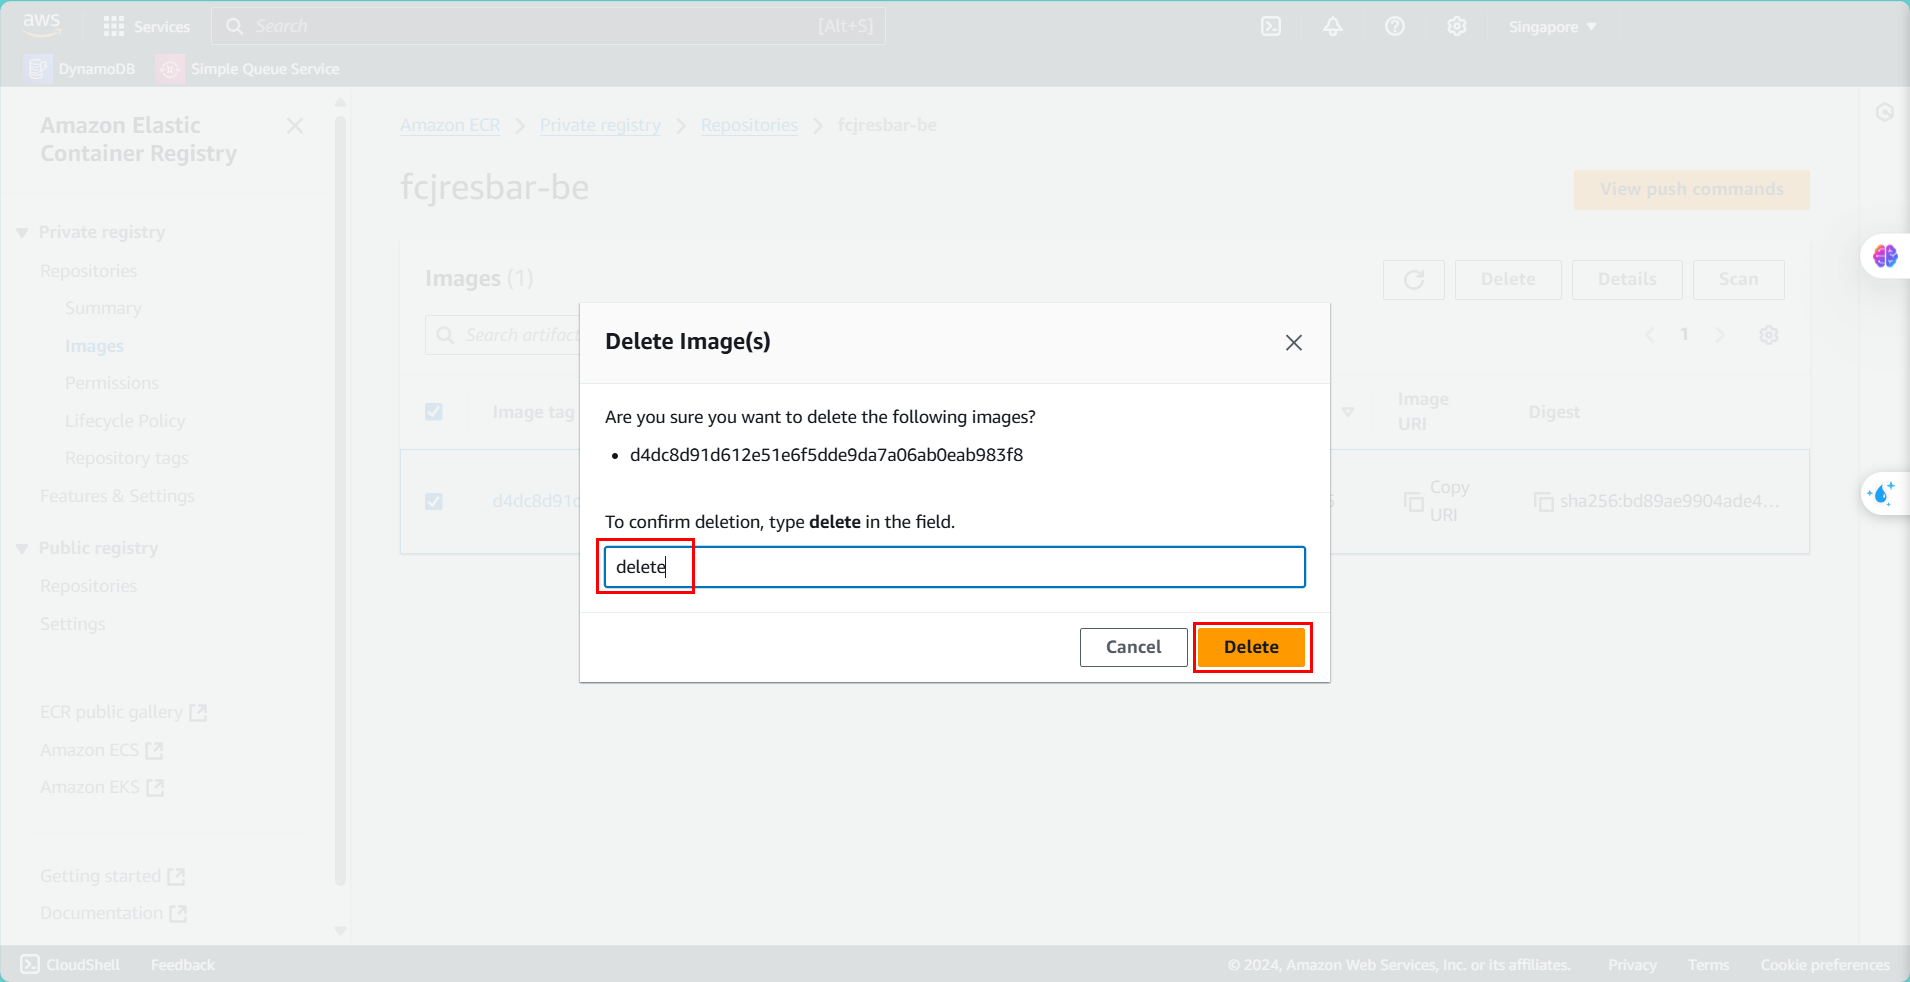 aws
Services
Search
[Alt+S]
Singapore
DynamoDB
Simple Queue Service
Amazon Elastic
Container Registry
Private registry
Repositories
Summary
Images
Permissions
Lifecycle Policy
Repository tags
Features & Settings
Public registry
Repositories
Settings
ECR public gallery
Amazon ECS
Amazon EKS
Getting started
Documentation
Amazon ECR
Private registry
Repositories
fcjresbar-be
fcjresbar-be
View push commands
Images (1)
Delete
Details
Scan
Search artifact
1
Image tag
Image
URI
Digest
d4dc8d91
Copy
URI
sha256:bd89ae9904ade4...
Delete Image(s)
Are you sure you want to delete the following images?
• d4dc8d91d612e51e6f5dde9da7a06ab0eab983f8
To confirm deletion, type delete in the field.
delete
Cancel
Delete
CloudShell
Feedback
© 2024, Amazon Web Services, Inc. or its affiliates.
Privacy
Terms
Cookie preferences